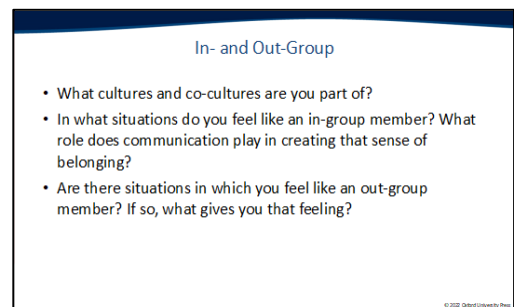 In- and Out-Group
• What cultures and co-cultures are you part of?
• In what situations do you feel like an in-group member? What
role does communication play in creating that sense of
belonging?
• Are there situations in which you feel like an out-group
member? If so, what gives you that feeling?
© 2022 Oxford University Press